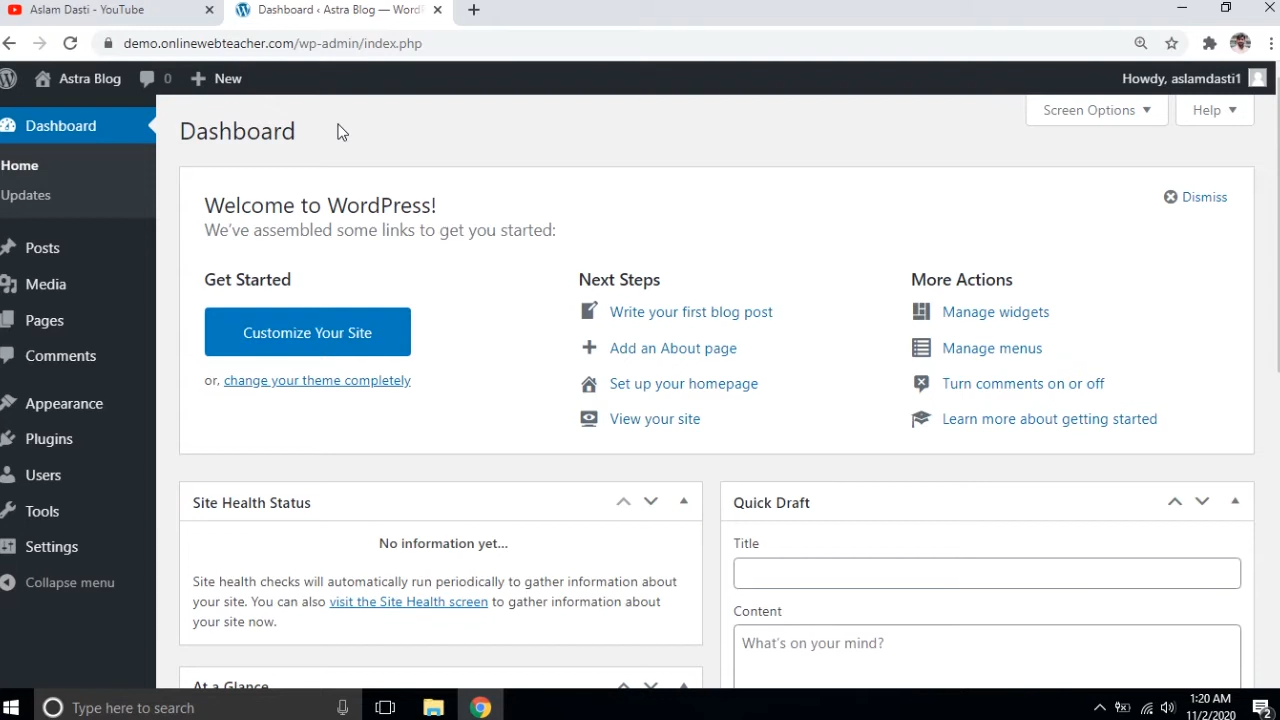 Aslam Dasti - YouTube
Dashboard ‹ Astra Blog — WordP
demo.onlinewebteacher.com/wp-admin/index.php
Astra Blog 0 New
Howdy, aslamdasti1
Screen Options
Help
Dashboard
Home
Updates
Posts
Media
Pages
Comments
Appearance
Plugins
Users
Tools
Settings
Collapse menu
Dashboard
Welcome to WordPress!
Dismiss
We've assembled some links to get you started:
Get Started
Customize Your Site
or, change your theme completely
Next Steps
Write your first blog post
Add an About page
Set up your homepage
View your site
More Actions
Manage widgets
Manage menus
Turn comments on or off
Learn more about getting started
Site Health Status
No information yet...
Site health checks will automatically run periodically to gather information about
your site. You can also visit the Site Health screen to gather information about
your site now.
At a Glance
Quick Draft
Title
Content
What's on your mind?
Type here to search
1:20 AM
11/2/2020
2